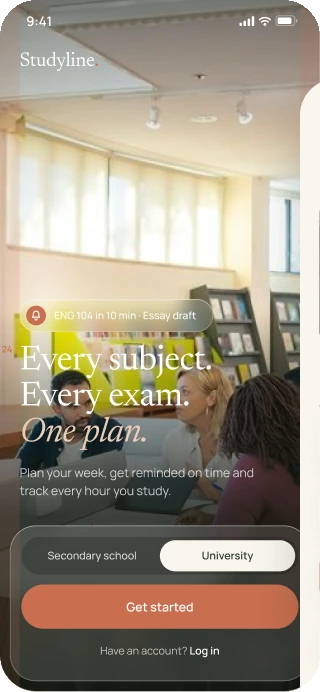 9:41
Studyline.
ENG 104 in 10 min · Essay draft
24
Every subject.
Every exam.
One plan.
Plan your week, get reminded on time and
track every hour you study.
Secondary school
University
Get started
Have an account? Log in